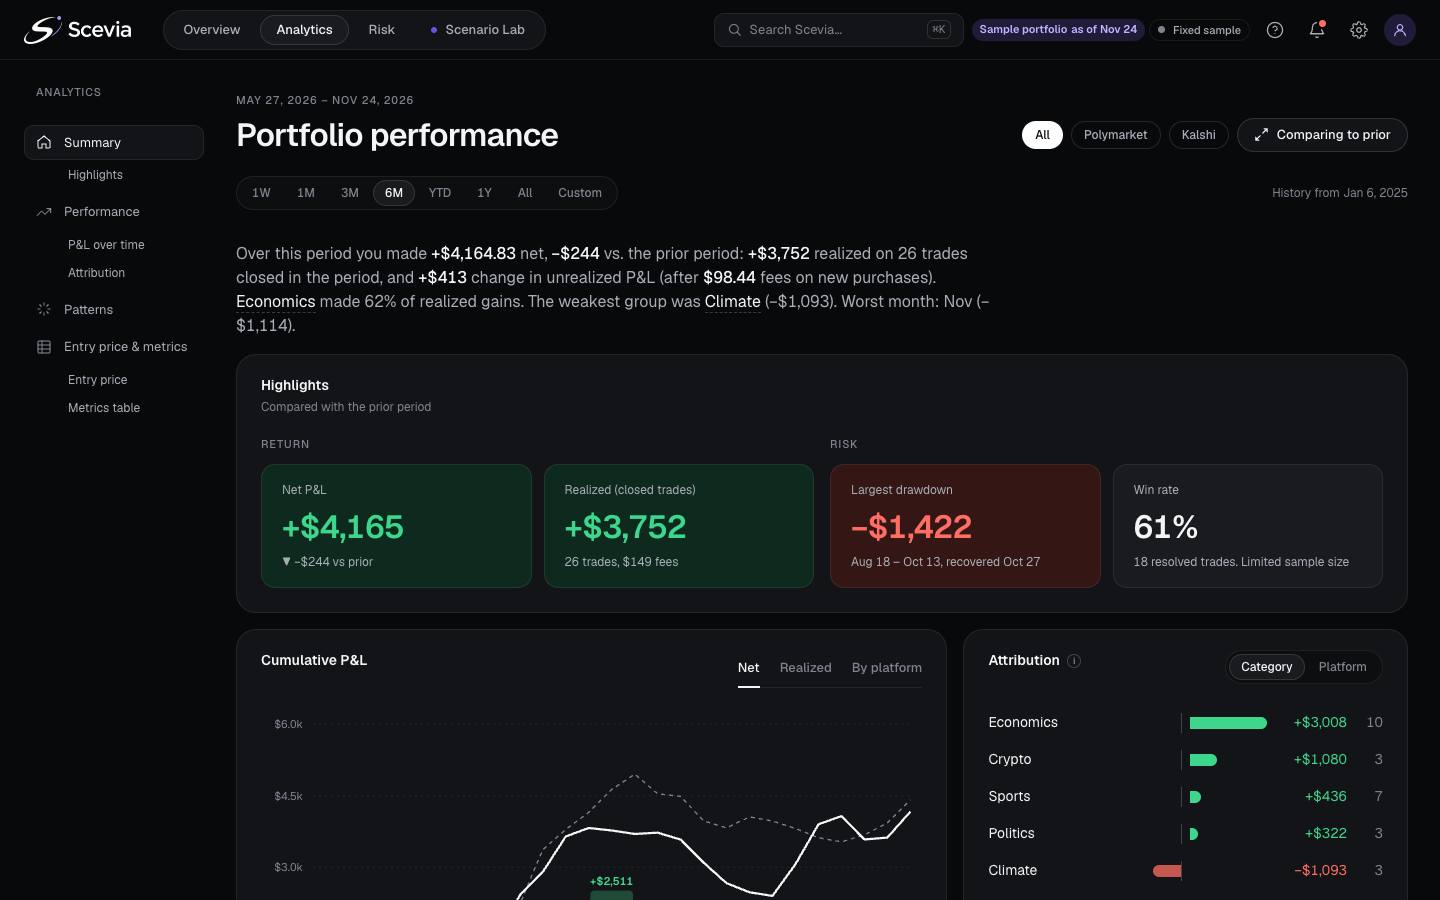 Scevia
Overview Analytics Risk Scenario Lab
Search Scevia... ⌘K
Sample portfolio as of Nov 24
Fixed sample
ANALYTICS
Summary
Highlights
Performance
P&L over time
Attribution
Patterns
Entry price & metrics
Entry price
Metrics table
MAY 27, 2026 – NOV 24, 2026
Portfolio performance
All Polymarket Kalshi Comparing to prior
1W 1M 3M 6M YTD 1Y All Custom
History from Jan 6, 2025
Over this period you made +$4,164.83 net, −$244 vs. the prior period: +$3,752 realized on 26 trades
closed in the period, and +$413 change in unrealized P&L (after $98.44 fees on new purchases).
Economics made 62% of realized gains. The weakest group was Climate (−$1,093). Worst month: Nov (−
$1,114).
Highlights
Compared with the prior period
RETURN
Net P&L
+$4,165
▼ −$244 vs prior
Realized (closed trades)
+$3,752
26 trades, $149 fees
RISK
Largest drawdown
−$1,422
Aug 18 – Oct 13, recovered Oct 27
Win rate
61%
18 resolved trades. Limited sample size
Cumulative P&L
Net Realized By platform
$6.0k
$4.5k
$3.0k
+$2,511
Attribution
Category Platform
Economics +$3,008 10
Crypto +$1,080 3
Sports +$436 7
Politics +$322 3
Climate −$1,093 3